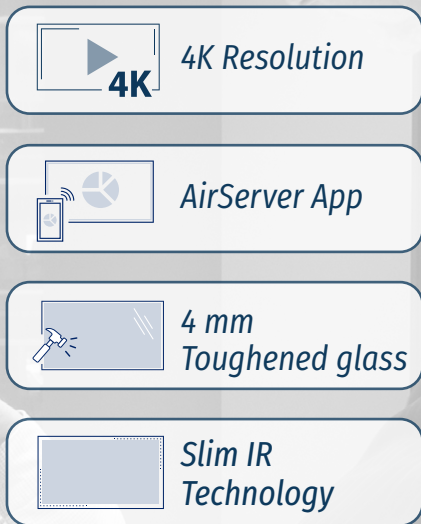 4K
4K Resolution
AirServer App
4 mm
Toughened glass
Slim IR
Technology